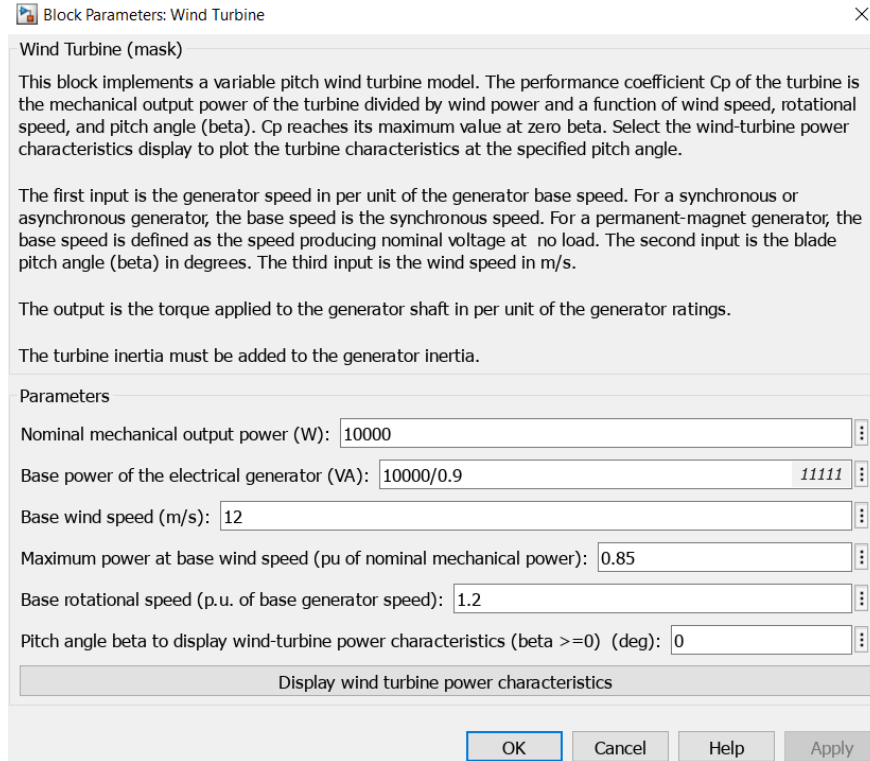 Block Parameters: Wind Turbine
Wind Turbine (mask)
This block implements a variable pitch wind turbine model. The performance coefficient Cp of the turbine is
the mechanical output power of the turbine divided by wind power and a function of wind speed, rotational
speed, and pitch angle (beta). Cp reaches its maximum value at zero beta. Select the wind-turbine power
characteristics display to plot the turbine characteristics at the specified pitch angle.
The first input is the generator speed in per unit of the generator base speed. For a synchronous or
asynchronous generator, the base speed is the synchronous speed. For a permanent-magnet generator, the
base speed is defined as the speed producing nominal voltage at no load. The second input is the blade
pitch angle (beta) in degrees. The third input is the wind speed in m/s.
The output is the torque applied to the generator shaft in per unit of the generator ratings.
The turbine inertia must be added to the generator inertia.
Parameters
Nominal mechanical output power (W): 10000
Base power of the electrical generator (VA): 10000/0.9 11111
Base wind speed (m/s): 12
Maximum power at base wind speed (pu of nominal mechanical power): 0.85
Base rotational speed (p.u. of base generator speed): 1.2
Pitch angle beta to display wind-turbine power characteristics (beta >=0) (deg): 0
Display wind turbine power characteristics
OK Cancel Help Apply